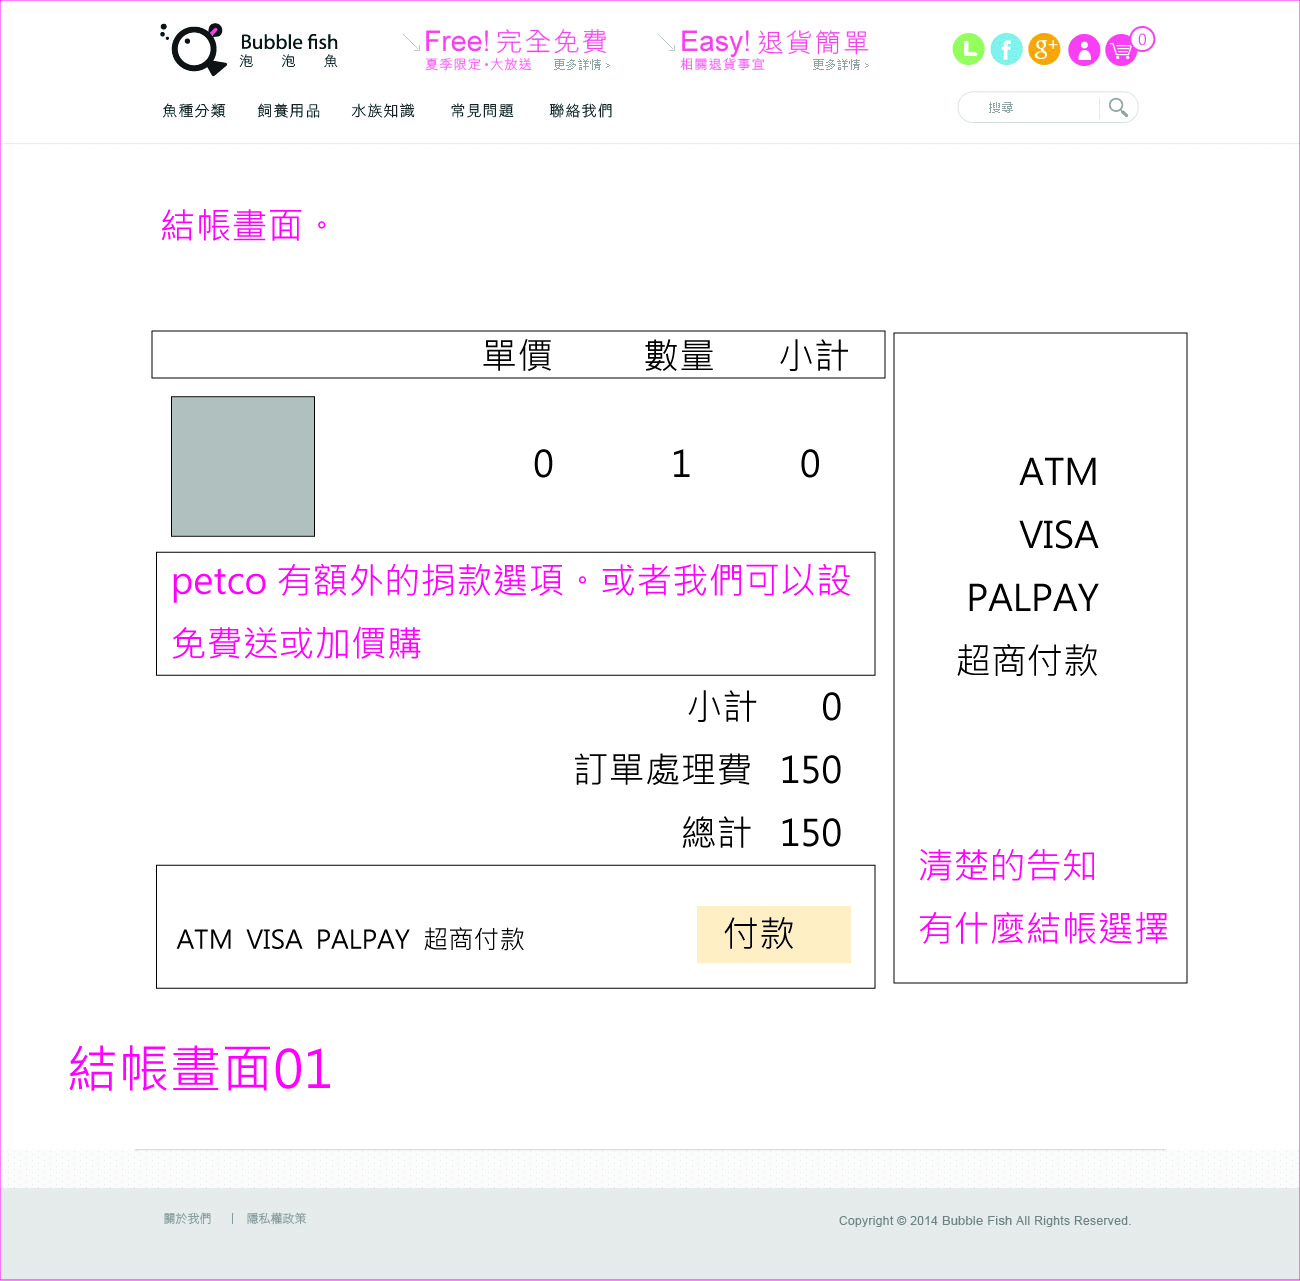 Bubble fish
泡 泡 魚
Free! 完全免費
夏季限定•大放送 更多詳情 >
Easy! 退貨簡單
相關退貨事宜 更多詳情 >
0
魚種分類 飼養用品 水族知識 常見問題 聯絡我們
搜尋
結帳畫面。
單價 數量 小計
0 1 0
petco 有額外的捐款選項。或者我們可以設
免費送或加價購
小計 0
訂單處理費 150
總計 150
ATM VISA PALPAY 超商付款
付款
ATM
VISA
PALPAY
超商付款
清楚的告知
有什麼結帳選擇
結帳畫面01
關於我們 | 隱私權政策
Copyright © 2014 Bubble Fish All Rights Reserved.